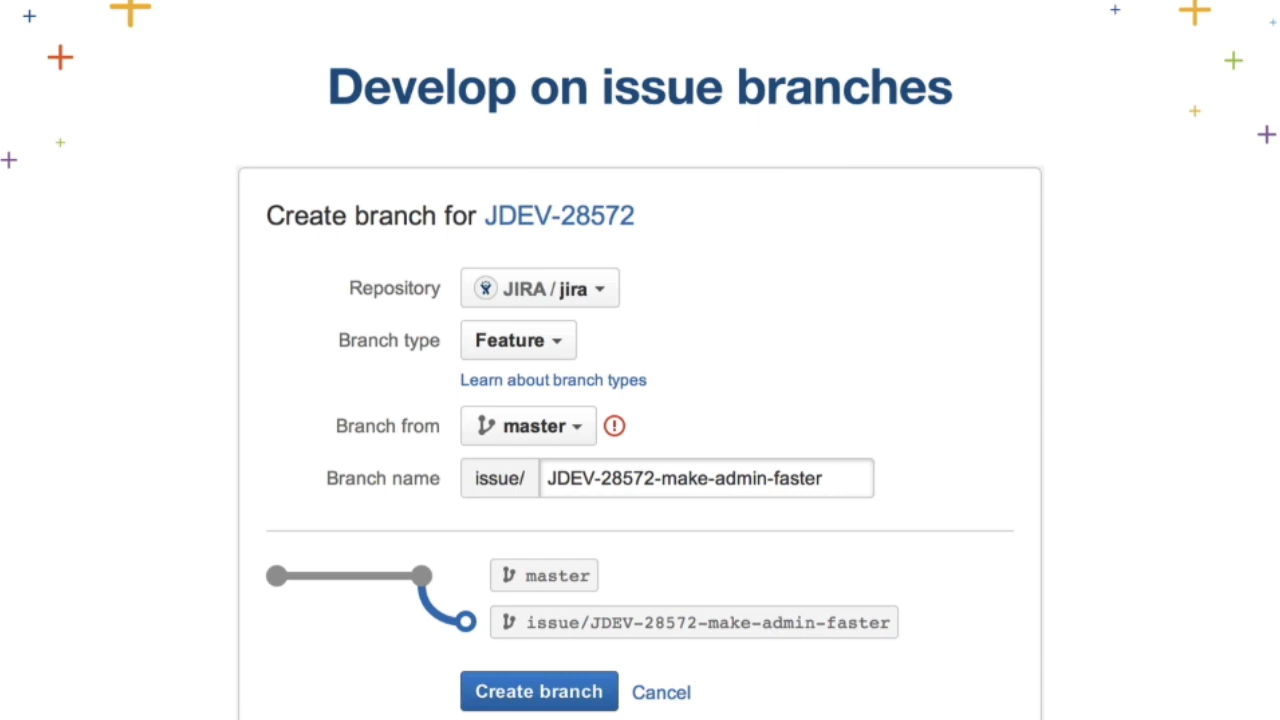 Develop on issue branches
Create branch for JDEV-28572
Repository JIRA / jira
Branch type Feature
Learn about branch types
Branch from master
Branch name issue/ JDEV-28572-make-admin-faster
master
issue/JDEV-28572-make-admin-faster
Create branch Cancel